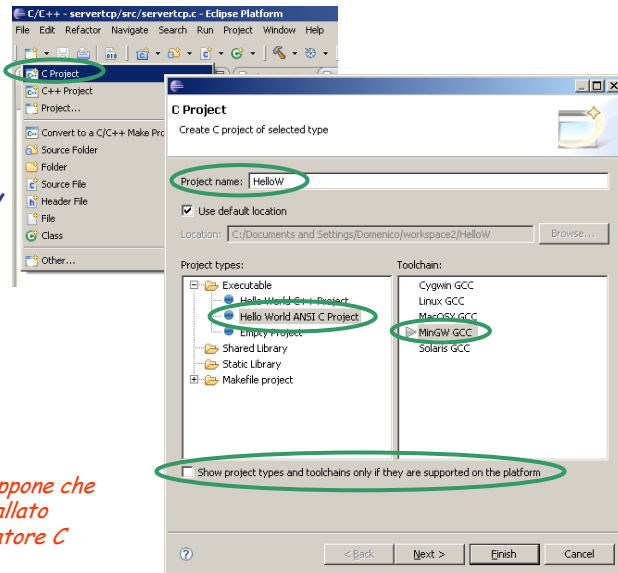 C/C++ - servertcp/src/servertcp.c - Eclipse Platform
File Edit Refactor Navigate Search Run Project Window Help
C Project
C++ Project
Project...
Convert to a C/C++ Make Pro
Source Folder
Folder
Source File
Header File
File
Class
Other...
C Project
Create C project of selected type
Project name: HelloW
Use default location
Location: C:/Documents and Settings/Domenico/workspace2/HelloW Browse...
Project types:
Executable
Hello World C++ Project
Hello World ANSI C Project
Empty Project
Shared Library
Static Library
Makefile project
Toolchain:
Cygwin GCC
Linux GCC
MacOSX GCC
MinGW GCC
Solaris GCC
Show project types and toolchains only if they are supported on the platform
< Back Next > Finish Cancel
ppone che
allato
atore C